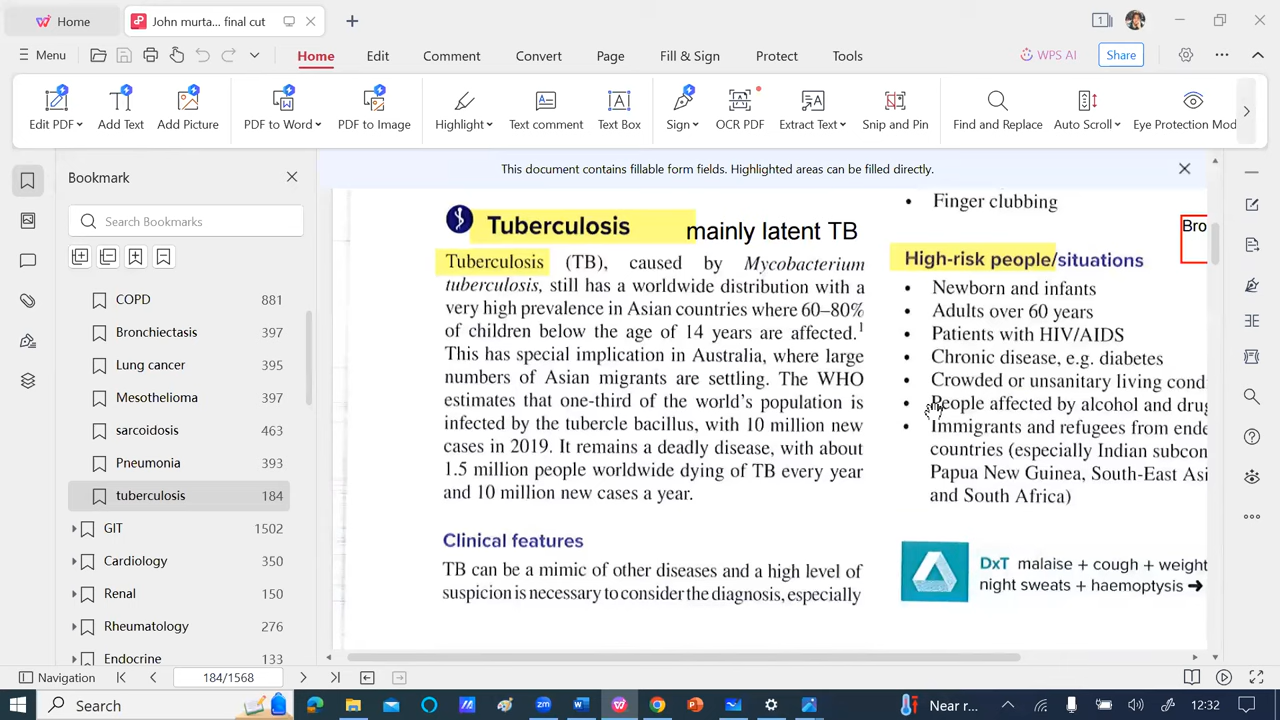 Home
John murta... final cut
1
Menu
Home
Edit
Comment
Convert
Page
Fill & Sign
Protect
Tools
WPS AI
Share
Edit PDF
Add Text
Add Picture
PDF to Word
PDF to Image
Highlight
Text comment
Text Box
Sign
OCR PDF
Extract Text
Snip and Pin
Find and Replace
Auto Scroll
Eye Protection Mod
Bookmark
This document contains fillable form fields. Highlighted areas can be filled directly.
Search Bookmarks
COPD 881
Bronchiectasis 397
Lung cancer 395
Mesothelioma 397
sarcoidosis 463
Pneumonia 393
tuberculosis 184
GIT 1502
Cardiology 350
Renal 150
Rheumatology 276
Endocrine 133
Tuberculosis mainly latent TB
Tuberculosis (TB), caused by Mycobacterium
tuberculosis, still has a worldwide distribution with a
very high prevalence in Asian countries where 60–80%
of children below the age of 14 years are affected.1
This has special implication in Australia, where large
numbers of Asian migrants are settling. The WHO
estimates that one-third of the world's population is
infected by the tubercle bacillus, with 10 million new
cases in 2019. It remains a deadly disease, with about
1.5 million people worldwide dying of TB every year
and 10 million new cases a year.
Clinical features
TB can be a mimic of other diseases and a high level of
suspicion is necessary to consider the diagnosis, especially
• Finger clubbing
Bro
High-risk people/situations
• Newborn and infants
• Adults over 60 years
• Patients with HIV/AIDS
• Chronic disease, e.g. diabetes
• Crowded or unsanitary living cond
• People affected by alcohol and drug
• Immigrants and refugees from ende
countries (especially Indian subcon
Papua New Guinea, South-East Asi
and South Africa)
DxT malaise + cough + weight
night sweats + haemoptysis →
Navigation
184/1568
Search
Near r...
12:32